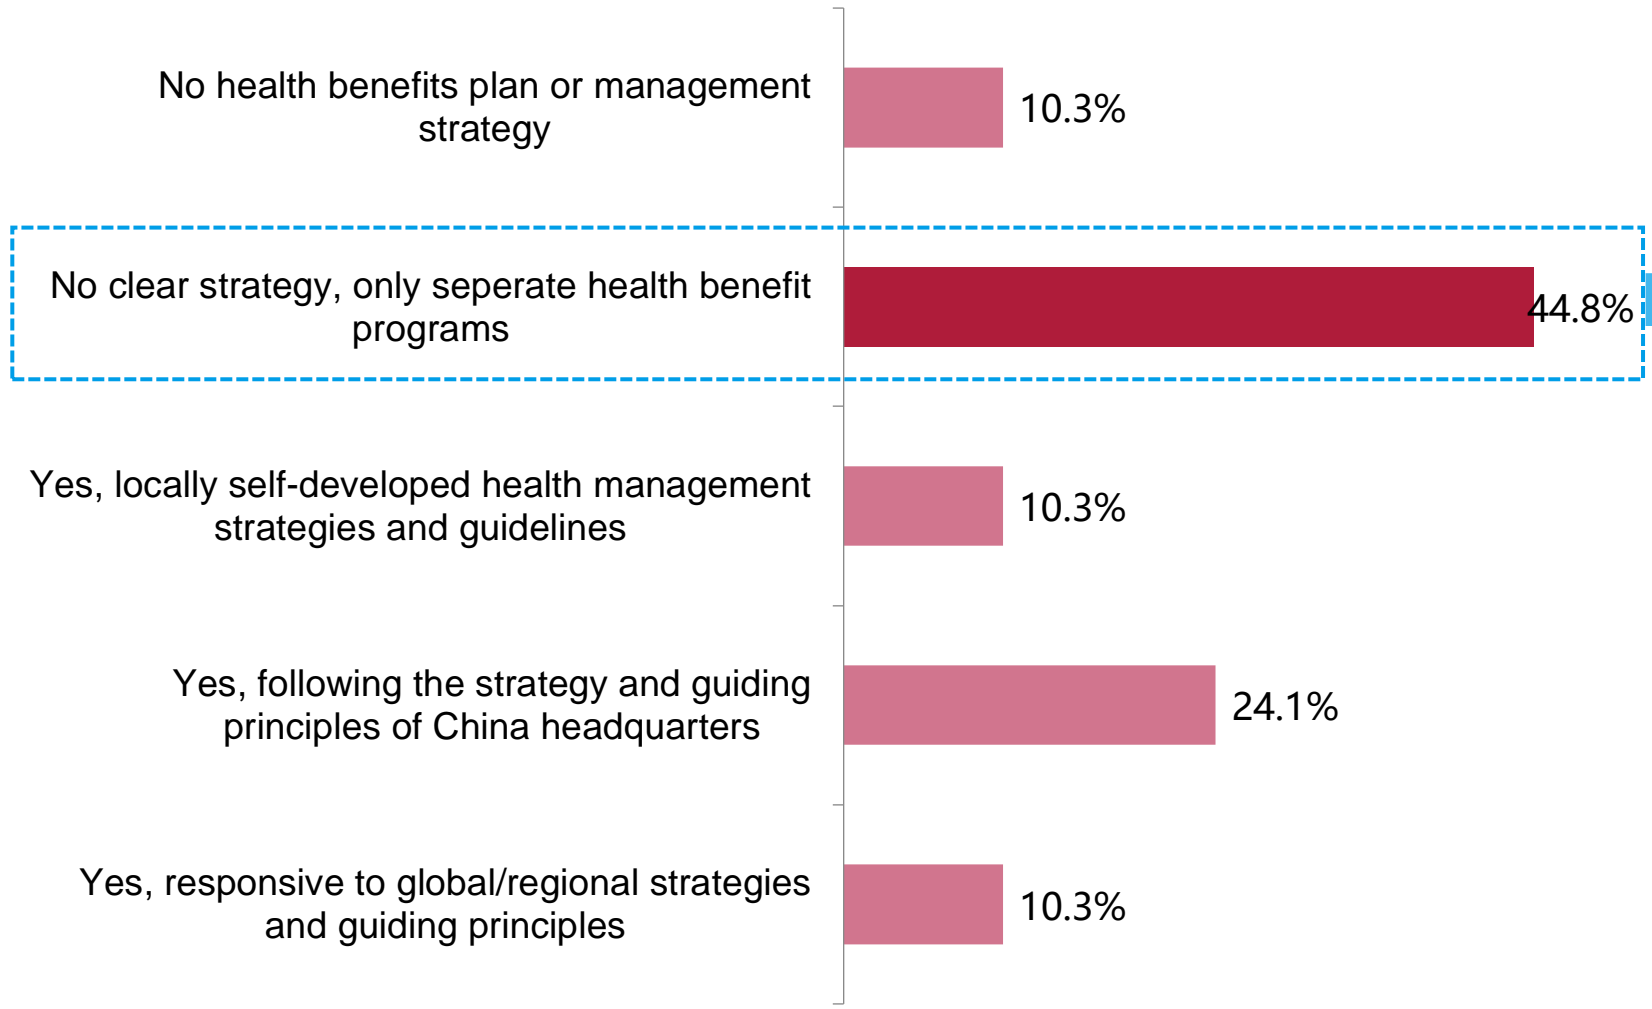 No health benefits plan or management
strategy
10.3%
No clear strategy, only seperate health benefit
programs
44.8%
Yes, locally self-developed health management
strategies and guidelines
10.3%
Yes, following the strategy and guiding
principles of China headquarters
24.1%
Yes, responsive to global/regional strategies
and guiding principles
10.3%